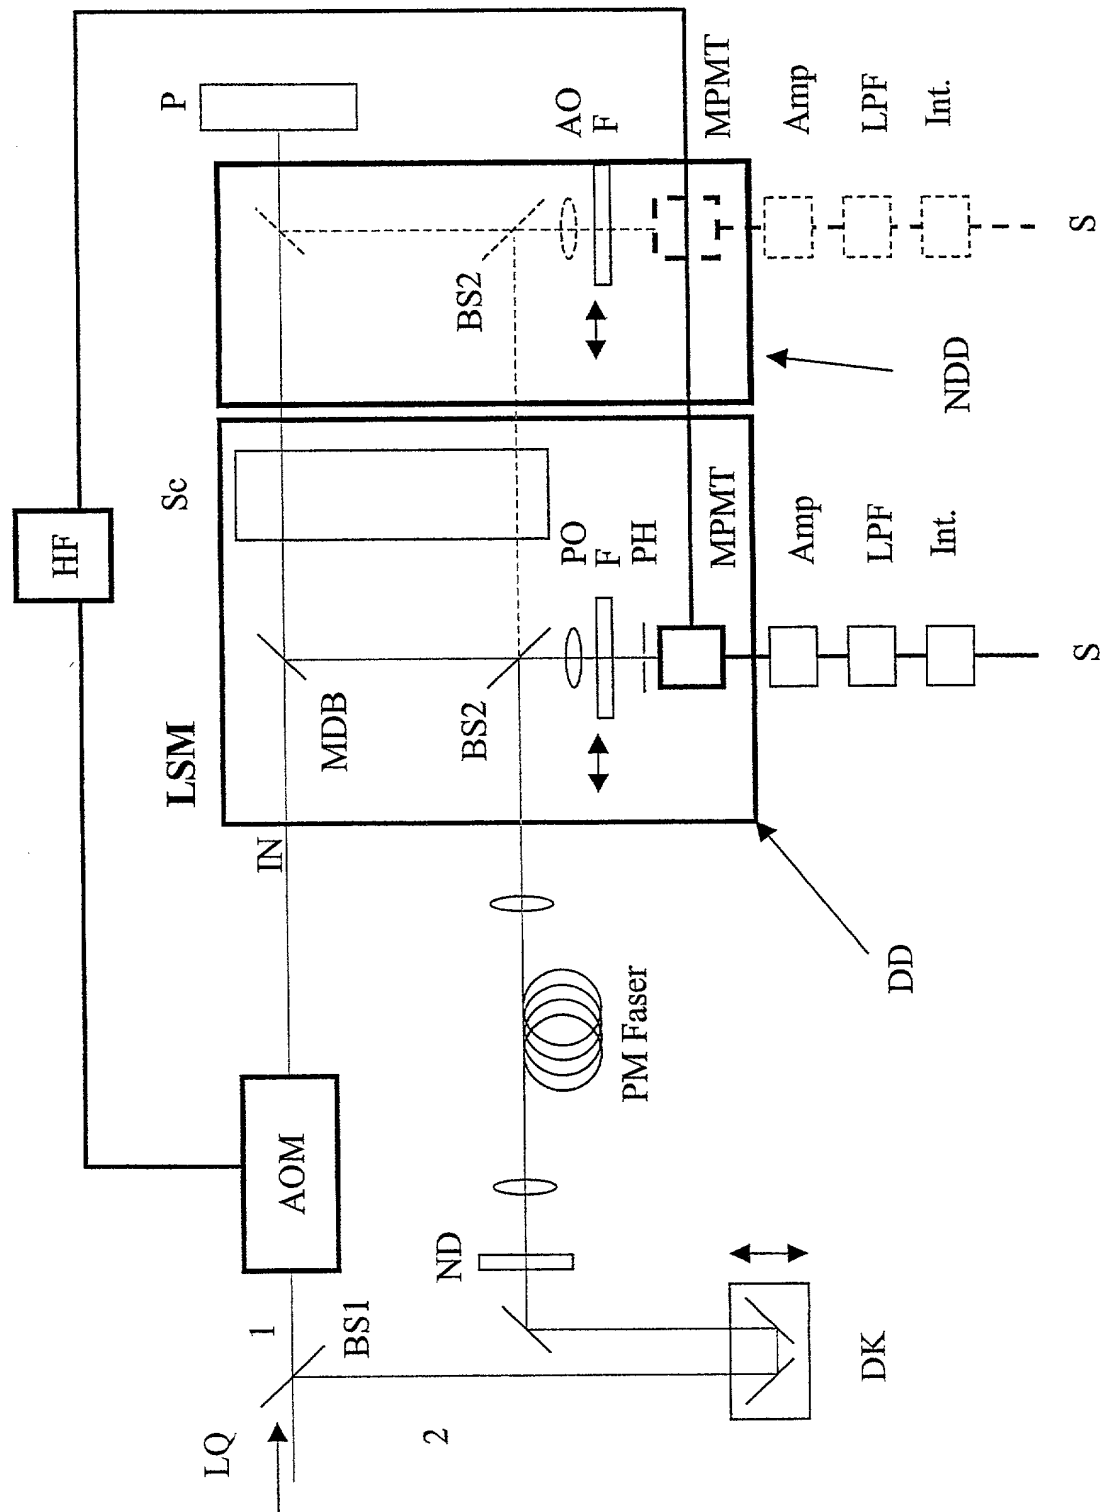 HF
P
Sc
LSM
IN
AOM
1
BS1
LQ
2
MDB
BS2
BS2
AO
F
PO
F
PH
MPMT
MPMT
Amp
Amp
LPF
LPF
Int.
Int.
S
S
NDD
DD
PM Faser
ND
DK